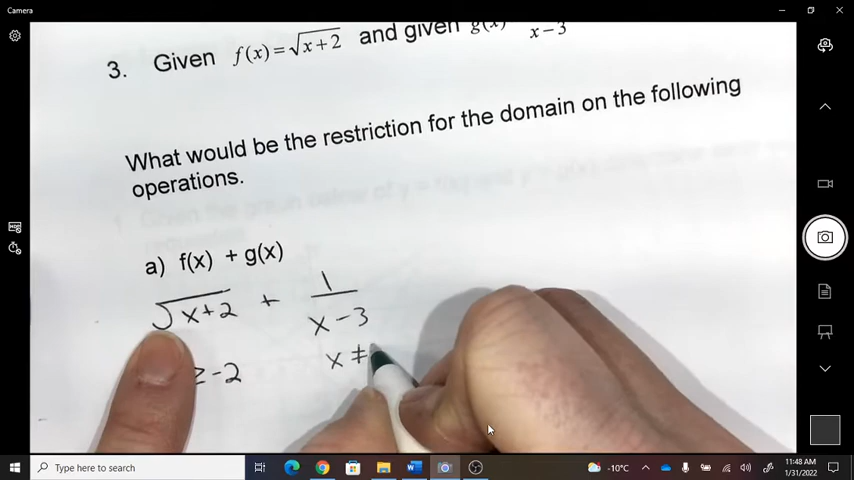 Camera
3. Given f(x) = √x+2 and given g(x)
x−3
What would be the restriction for the domain on the following
operations.
a) f(x) + g(x)
√x+2 + 1
x−3
≥ -2 x ≠
Type here to search
-10°C
11:48 AM
1/31/2022